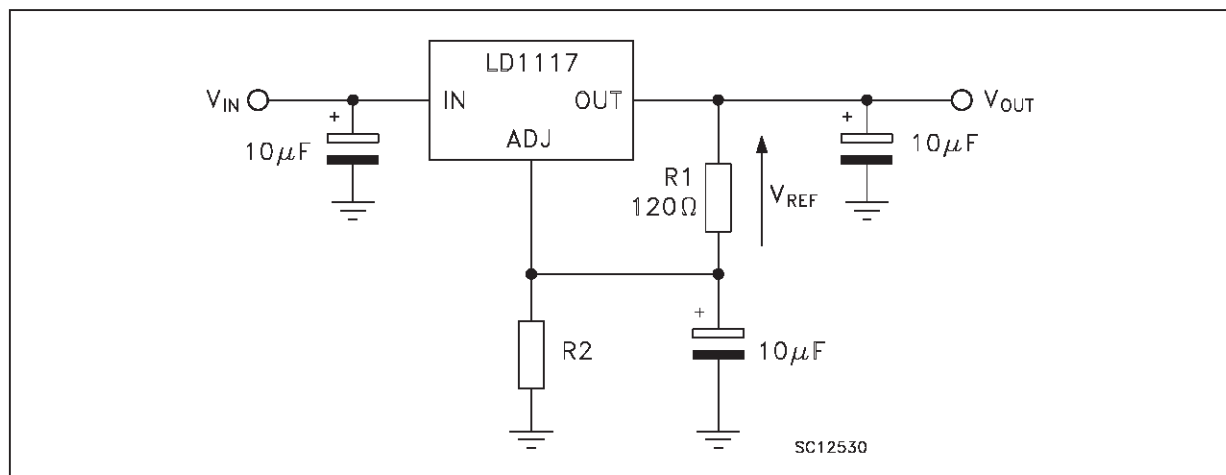 LD1117
V_IN
IN
OUT
V_OUT
+
10μF
ADJ
R1
120Ω
V_REF
+
10μF
R2
+
10μF
SC12530